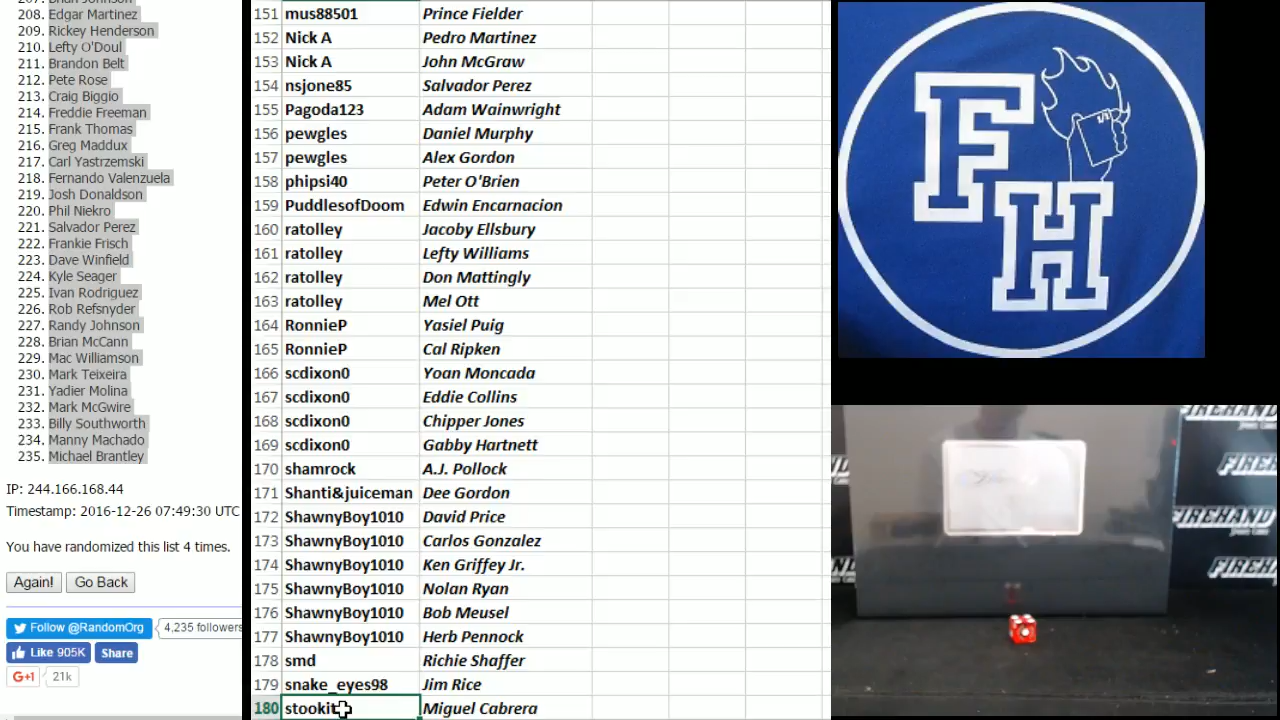 208. Edgar Martinez
209. Rickey Henderson
210. Lefty O'Doul
211. Brandon Belt
212. Pete Rose
213. Craig Biggio
214. Freddie Freeman
215. Frank Thomas
216. Greg Maddux
217. Carl Yastrzemski
218. Fernando Valenzuela
219. Josh Donaldson
220. Phil Niekro
221. Salvador Perez
222. Frankie Frisch
223. Dave Winfield
224. Kyle Seager
225. Ivan Rodriguez
226. Rob Refsnyder
227. Randy Johnson
228. Brian McCann
229. Mac Williamson
230. Mark Teixeira
231. Yadier Molina
232. Mark McGwire
233. Billy Southworth
234. Manny Machado
235. Michael Brantley
IP: 244.166.168.44
Timestamp: 2016-12-26 07:49:30 UTC
You have randomized this list 4 times.
Again! Go Back
Follow @RandomOrg 4,235 followers
Like 905K Share
G+1 21k
151 mus88501 Prince Fielder
152 Nick A Pedro Martinez
153 Nick A John McGraw
154 nsjone85 Salvador Perez
155 Pagoda123 Adam Wainwright
156 pewgles Daniel Murphy
157 pewgles Alex Gordon
158 phipsi40 Peter O'Brien
159 PuddlesofDoom Edwin Encarnacion
160 ratolley Jacoby Ellsbury
161 ratolley Lefty Williams
162 ratolley Don Mattingly
163 ratolley Mel Ott
164 RonnieP Yasiel Puig
165 RonnieP Cal Ripken
166 scdixon0 Yoan Moncada
167 scdixon0 Eddie Collins
168 scdixon0 Chipper Jones
169 scdixon0 Gabby Hartnett
170 shamrock A.J. Pollock
171 Shanti&juiceman Dee Gordon
172 ShawnyBoy1010 David Price
173 ShawnyBoy1010 Carlos Gonzalez
174 ShawnyBoy1010 Ken Griffey Jr.
175 ShawnyBoy1010 Nolan Ryan
176 ShawnyBoy1010 Bob Meusel
177 ShawnyBoy1010 Herb Pennock
178 smd Richie Shaffer
179 snake_eyes98 Jim Rice
180 Miguel Cabrera
FH
1/1
FIREHAND